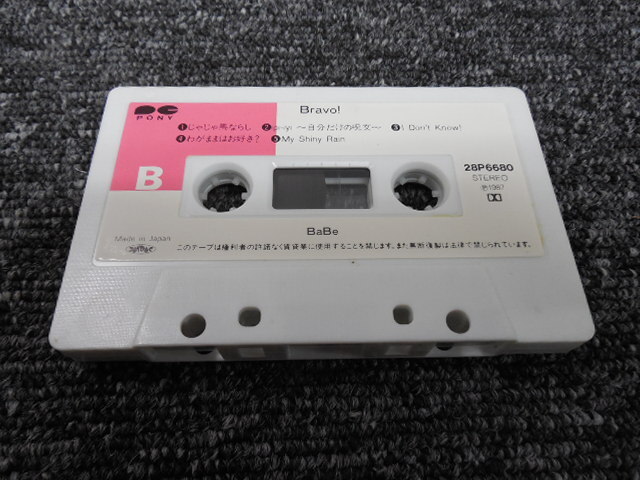 PONY
Bravo!
❶じゃじゃ馬ならし ❷ ～自分だけの呪文～ ❸I Don't Know!
❹わがままはお好き? ❺My Shiny Rain
B
28P6680
STEREO
℗1987
BaBe
Made in Japan
このテープは権利者の許諾なく賃貸業に使用することを禁じます。また無断複製は法律で禁じられています。